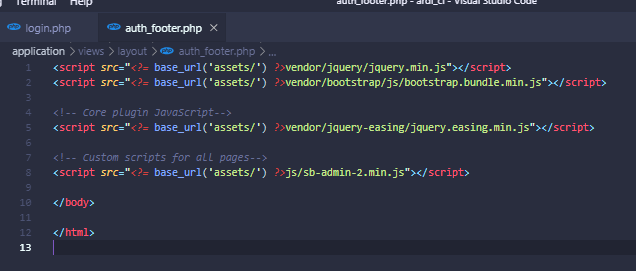 Terminal Help
auth_footer.php - ardi_ci - Visual Studio Code
login.php
auth_footer.php ×
application > views > layout > auth_footer.php > ...
1 <script src="<?= base_url('assets/') ?>vendor/jquery/jquery.min.js"></script>
2 <script src="<?= base_url('assets/') ?>vendor/bootstrap/js/bootstrap.bundle.min.js"></script>
3
4 <!-- Core plugin JavaScript-->
5 <script src="<?= base_url('assets/') ?>vendor/jquery-easing/jquery.easing.min.js"></script>
6
7 <!-- Custom scripts for all pages-->
8 <script src="<?= base_url('assets/') ?>js/sb-admin-2.min.js"></script>
9
10 </body>
11
12 </html>
13